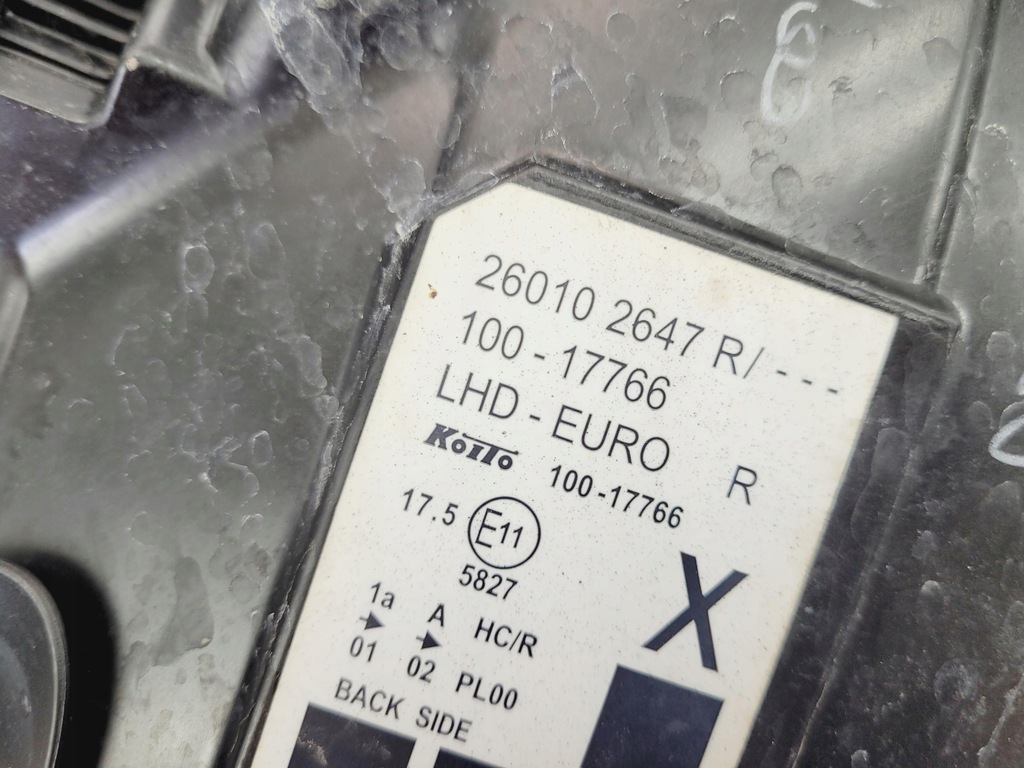 26010 2647 R/ - - -
100 - 17766
LHD - EURO R
KOITO 100-17766
17.5 E11
5827
1a A HC/R
01 02 PL00
BACK SIDE
X